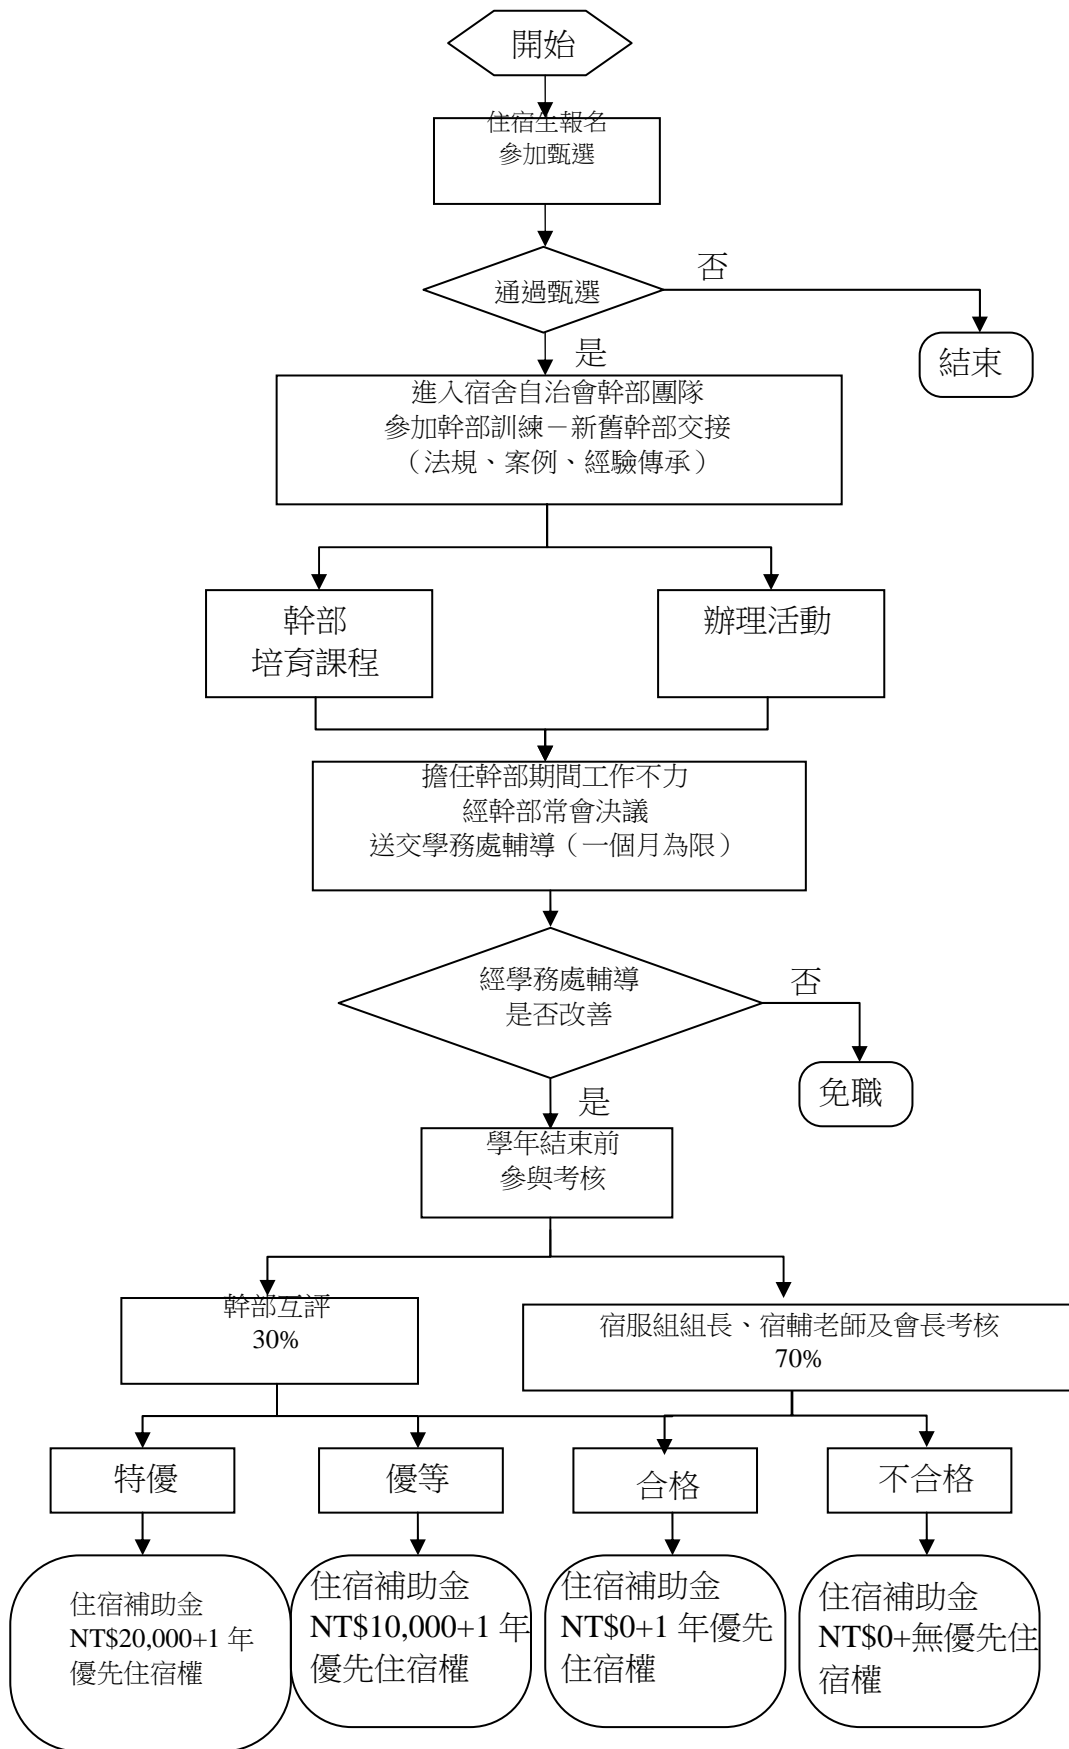 開始
住宿生報名
參加甄選
通過甄選
否
結束
是
進入宿舍自治會幹部團隊
參加幹部訓練－新舊幹部交接
（法規、案例、經驗傳承）
幹部
培育課程
辦理活動
擔任幹部期間工作不力
經幹部常會決議
送交學務處輔導（一個月為限）
經學務處輔導
是否改善
否
免職
是
學年結束前
參與考核
幹部互評
30%
宿服組組長、宿輔老師及會長考核
70%
特優
優等
合格
不合格
住宿補助金
NT$20,000+1 年
優先住宿權
住宿補助金
NT$10,000+1 年
優先住宿權
住宿補助金
NT$0+1 年優先
住宿權
住宿補助金
NT$0+無優先住
宿權